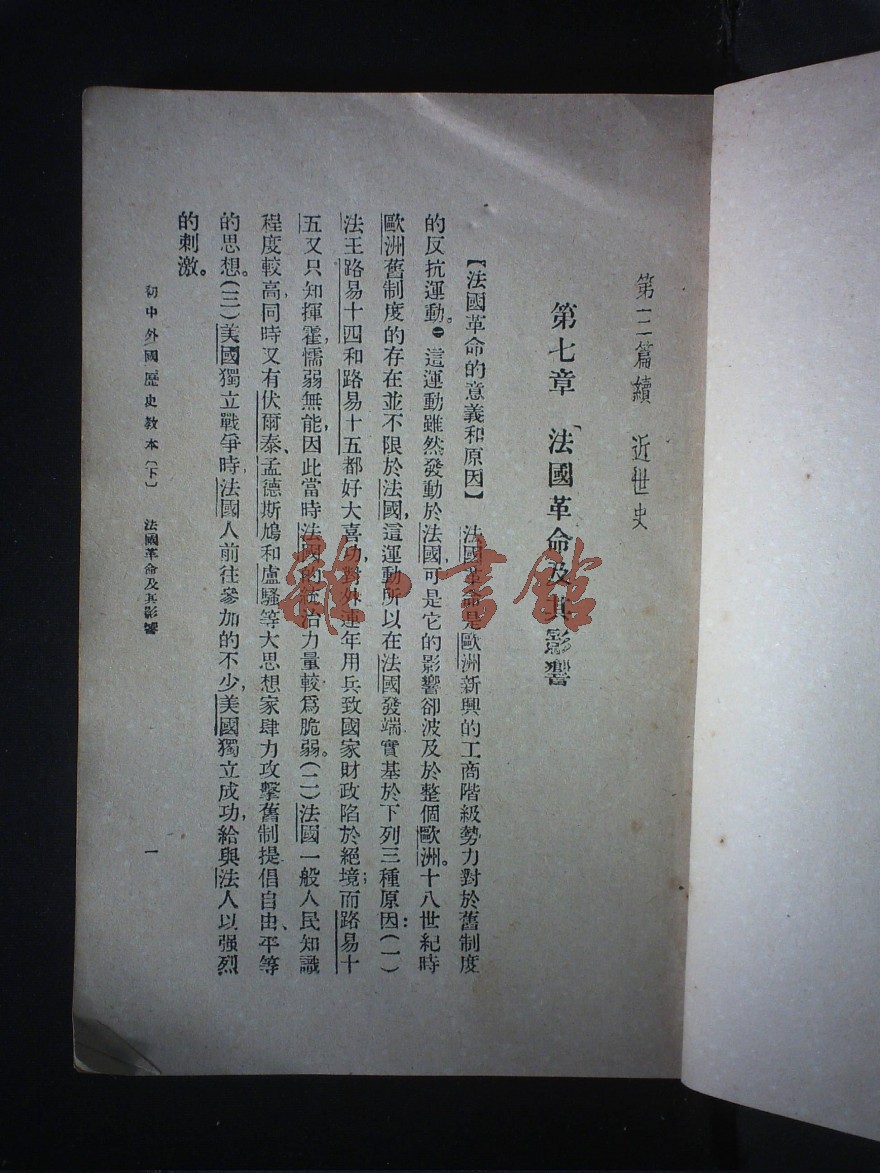 第三篇續 近世史
第七章 法國革命及其影響
【法國革命的意義和原因】 法國革命是歐洲新興的工商階級勢力對於舊制度
的反抗運動。㊀這運動雖然發動於法國,可是它的影響卻波及於整個歐洲。十八世紀時
歐洲舊制度的存在並不限於法國,這運動所以在法國發端實基於下列三種原因:(一)
法王路易十四和路易十五都好大喜功,對外連年用兵致國家財政陷於絕境;而路易十
五又只知揮霍,懦弱無能,因此當時法國的統治力量較爲脆弱。(二)法國一般人民知識
程度較高,同時又有伏爾泰、孟德斯鳩和盧騷等大思想家肆力攻擊舊制,提倡自由、平等
的思想。(三)美國獨立戰爭時,法國人前往參加的不少,美國獨立成功,給與法人以强烈
的刺激。
初中外國歷史教本(下) 法國革命及其影響 一
雜·書館